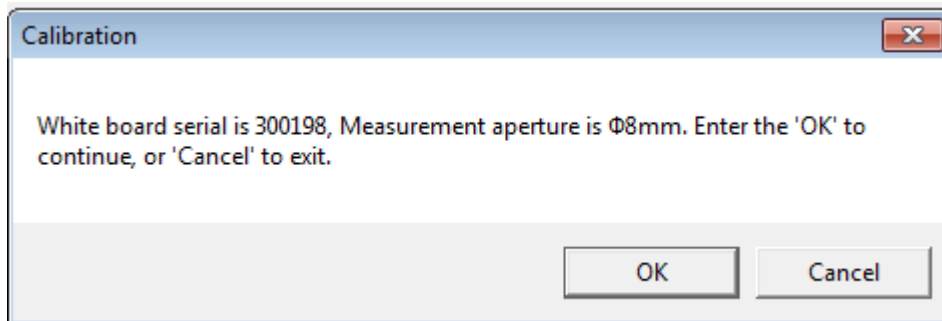 Calibration
White board serial is 300198, Measurement aperture is Φ8mm. Enter the 'OK' to
continue, or 'Cancel' to exit.
OK
Cancel